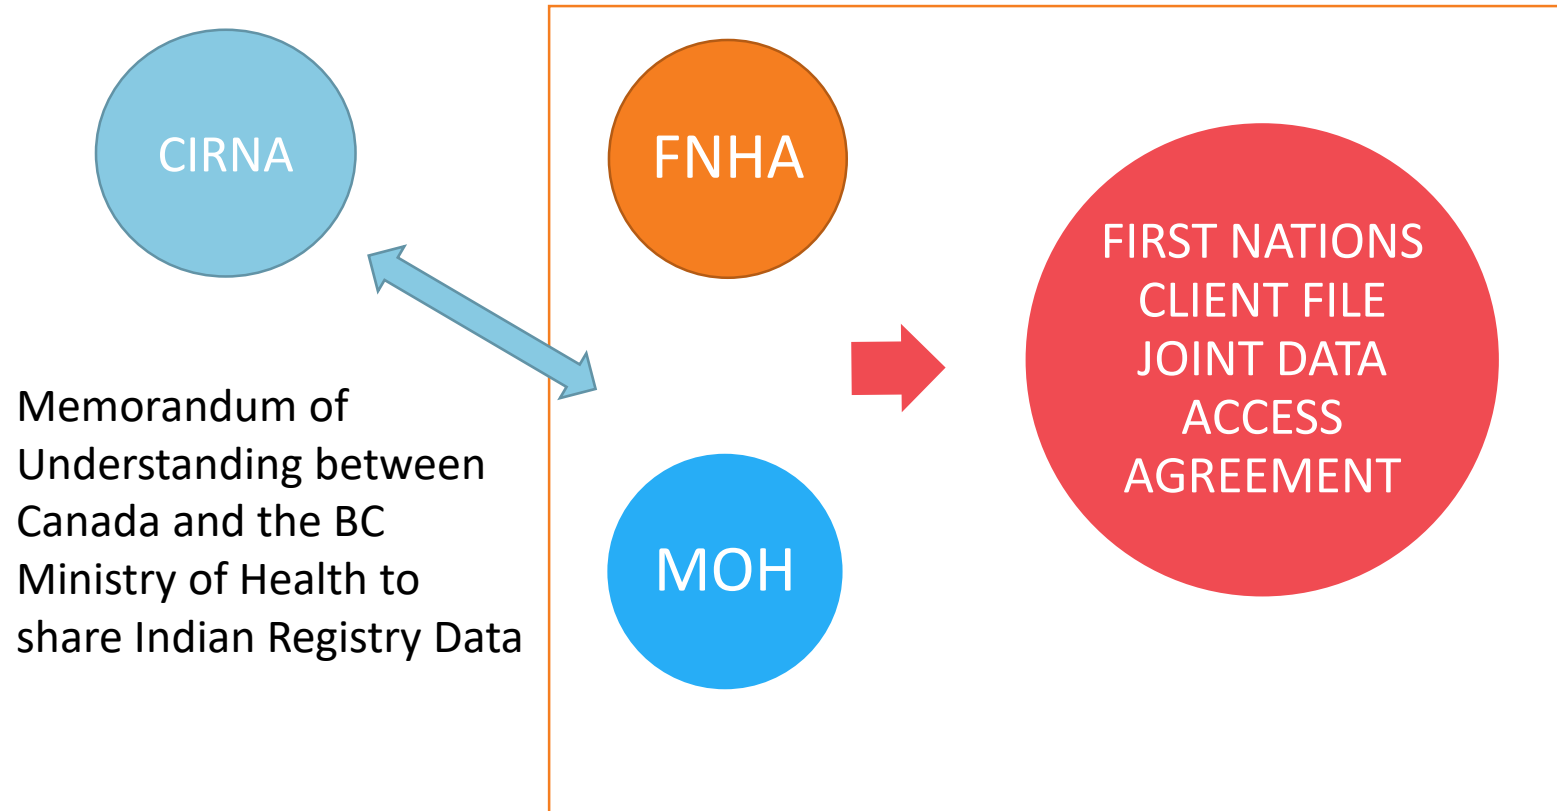 CIRNA
Memorandum of
Understanding between
Canada and the BC
Ministry of Health to
share Indian Registry Data
FNHA
MOH
FIRST NATIONS
CLIENT FILE
JOINT DATA
ACCESS
AGREEMENT